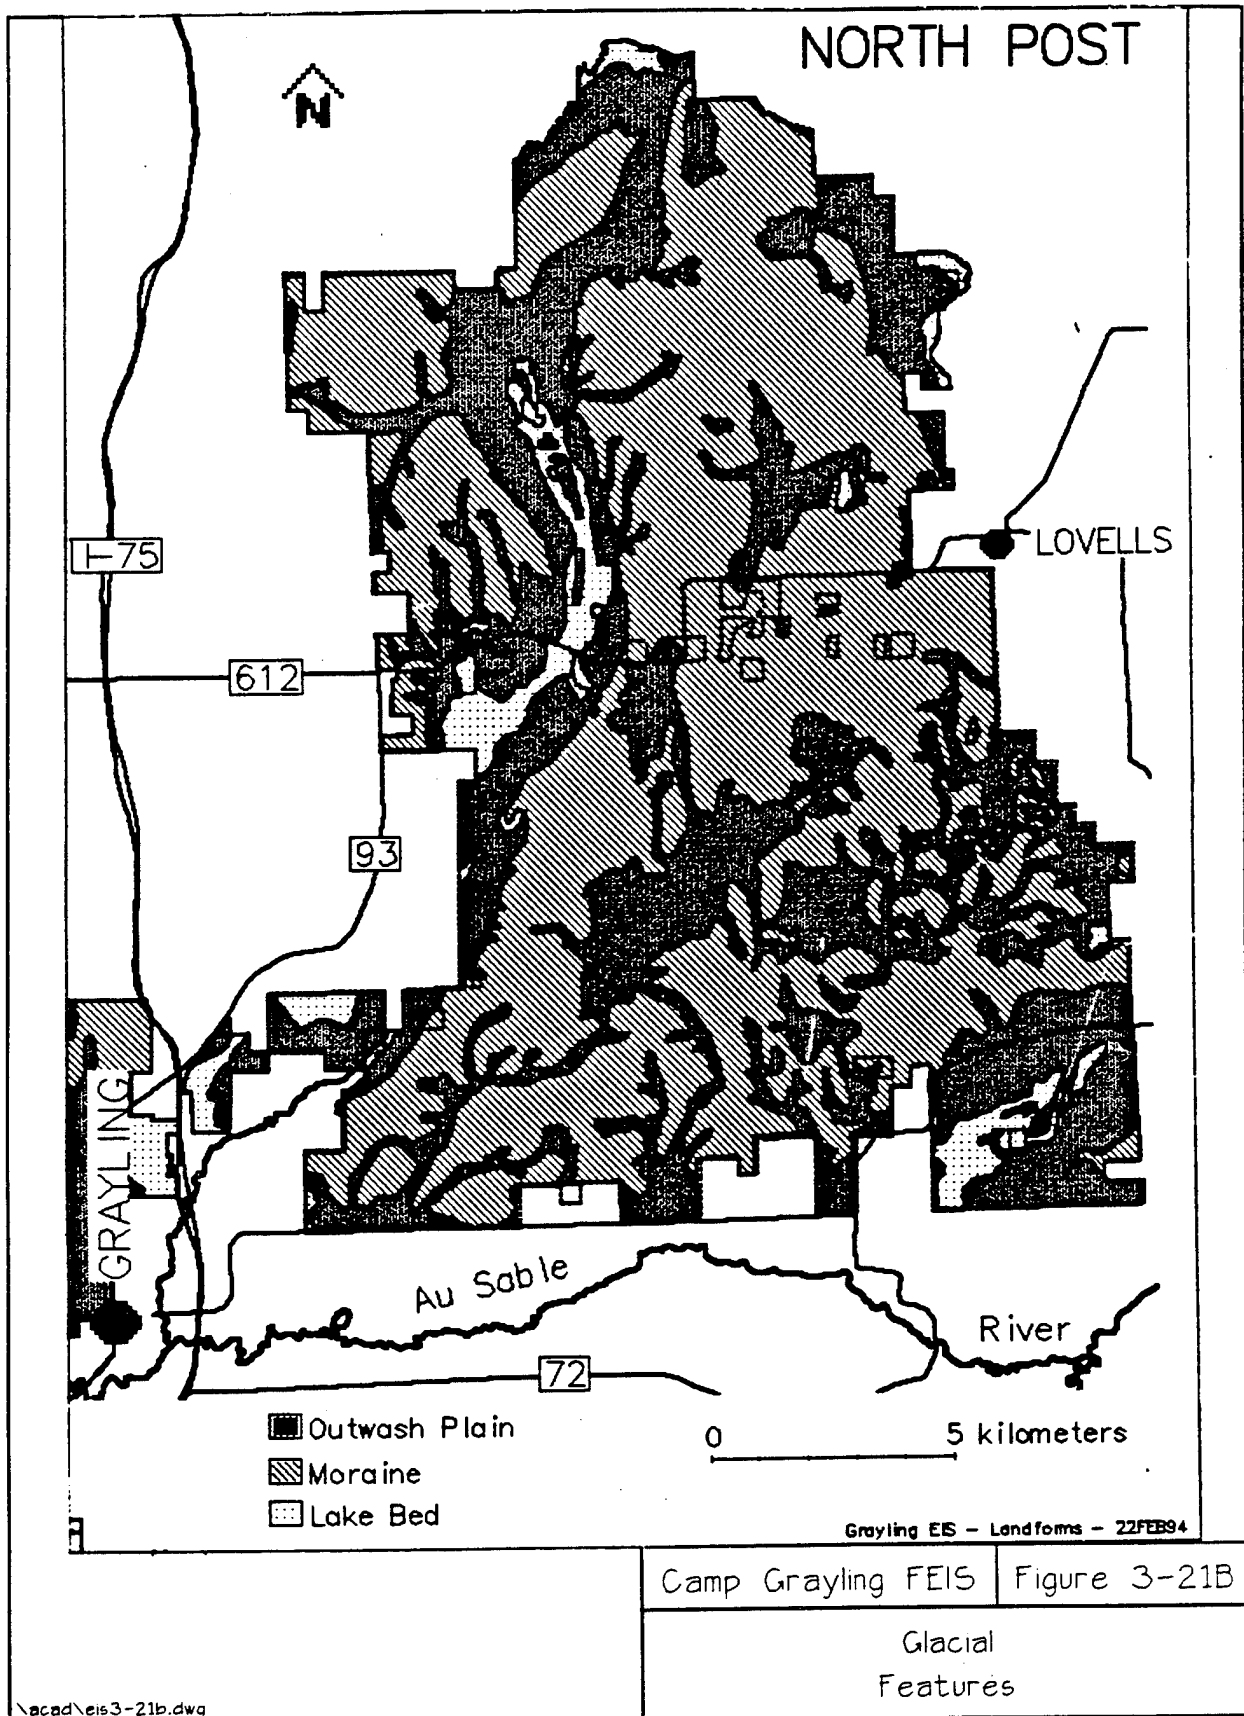 NORTH POST
N
I-75
LOVELLS
612
93
GRAYLING
Au Sable
River
72
Outwash Plain
Moraine
Lake Bed
0 5 kilometers
Grayling EIS - Landforms - 22FEB94
Camp Grayling FEIS
Figure 3-21B
Glacial
Features
\acad\eis3-21b.dwg